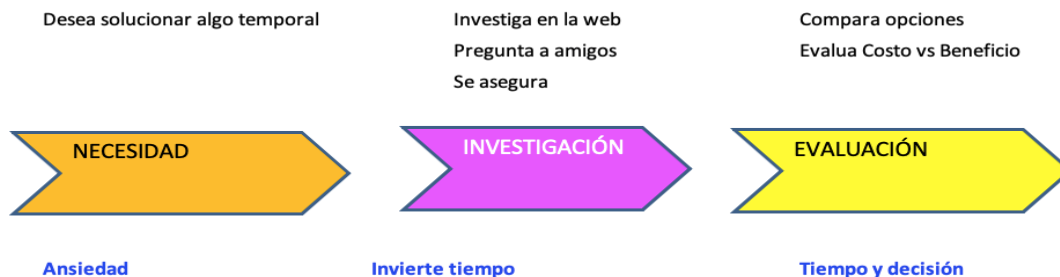 Desea solucionar algo temporal
Investiga en la web
Pregunta a amigos
Se asegura
Compara opciones
Evalua Costo vs Beneficio
NECESIDAD
INVESTIGACIÓN
EVALUACIÓN
Ansiedad
Invierte tiempo
Tiempo y decisión